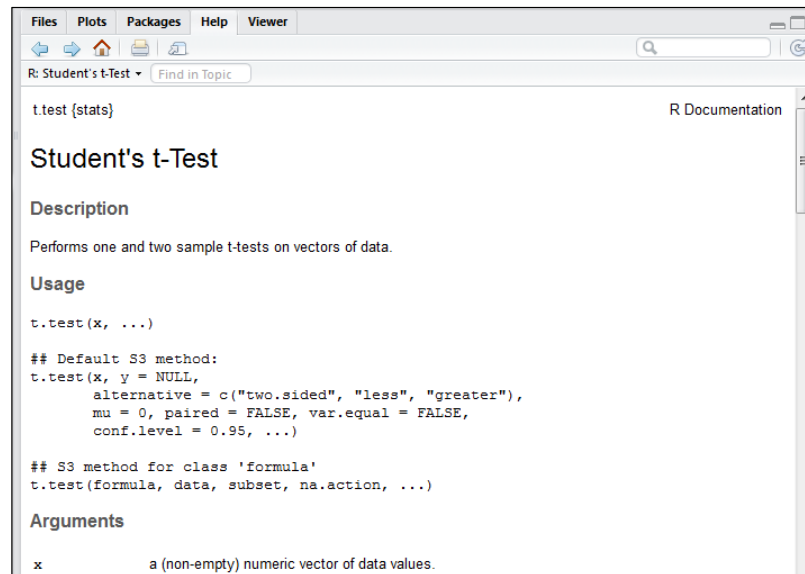 Files Plots Packages Help Viewer
R: Student's t-Test Find in Topic
t.test {stats} R Documentation
Student's t-Test
Description
Performs one and two sample t-tests on vectors of data.
Usage
t.test(x, ...)
## Default S3 method:
t.test(x, y = NULL,
       alternative = c("two.sided", "less", "greater"),
       mu = 0, paired = FALSE, var.equal = FALSE,
       conf.level = 0.95, ...)
## S3 method for class 'formula'
t.test(formula, data, subset, na.action, ...)
Arguments
x a (non-empty) numeric vector of data values.